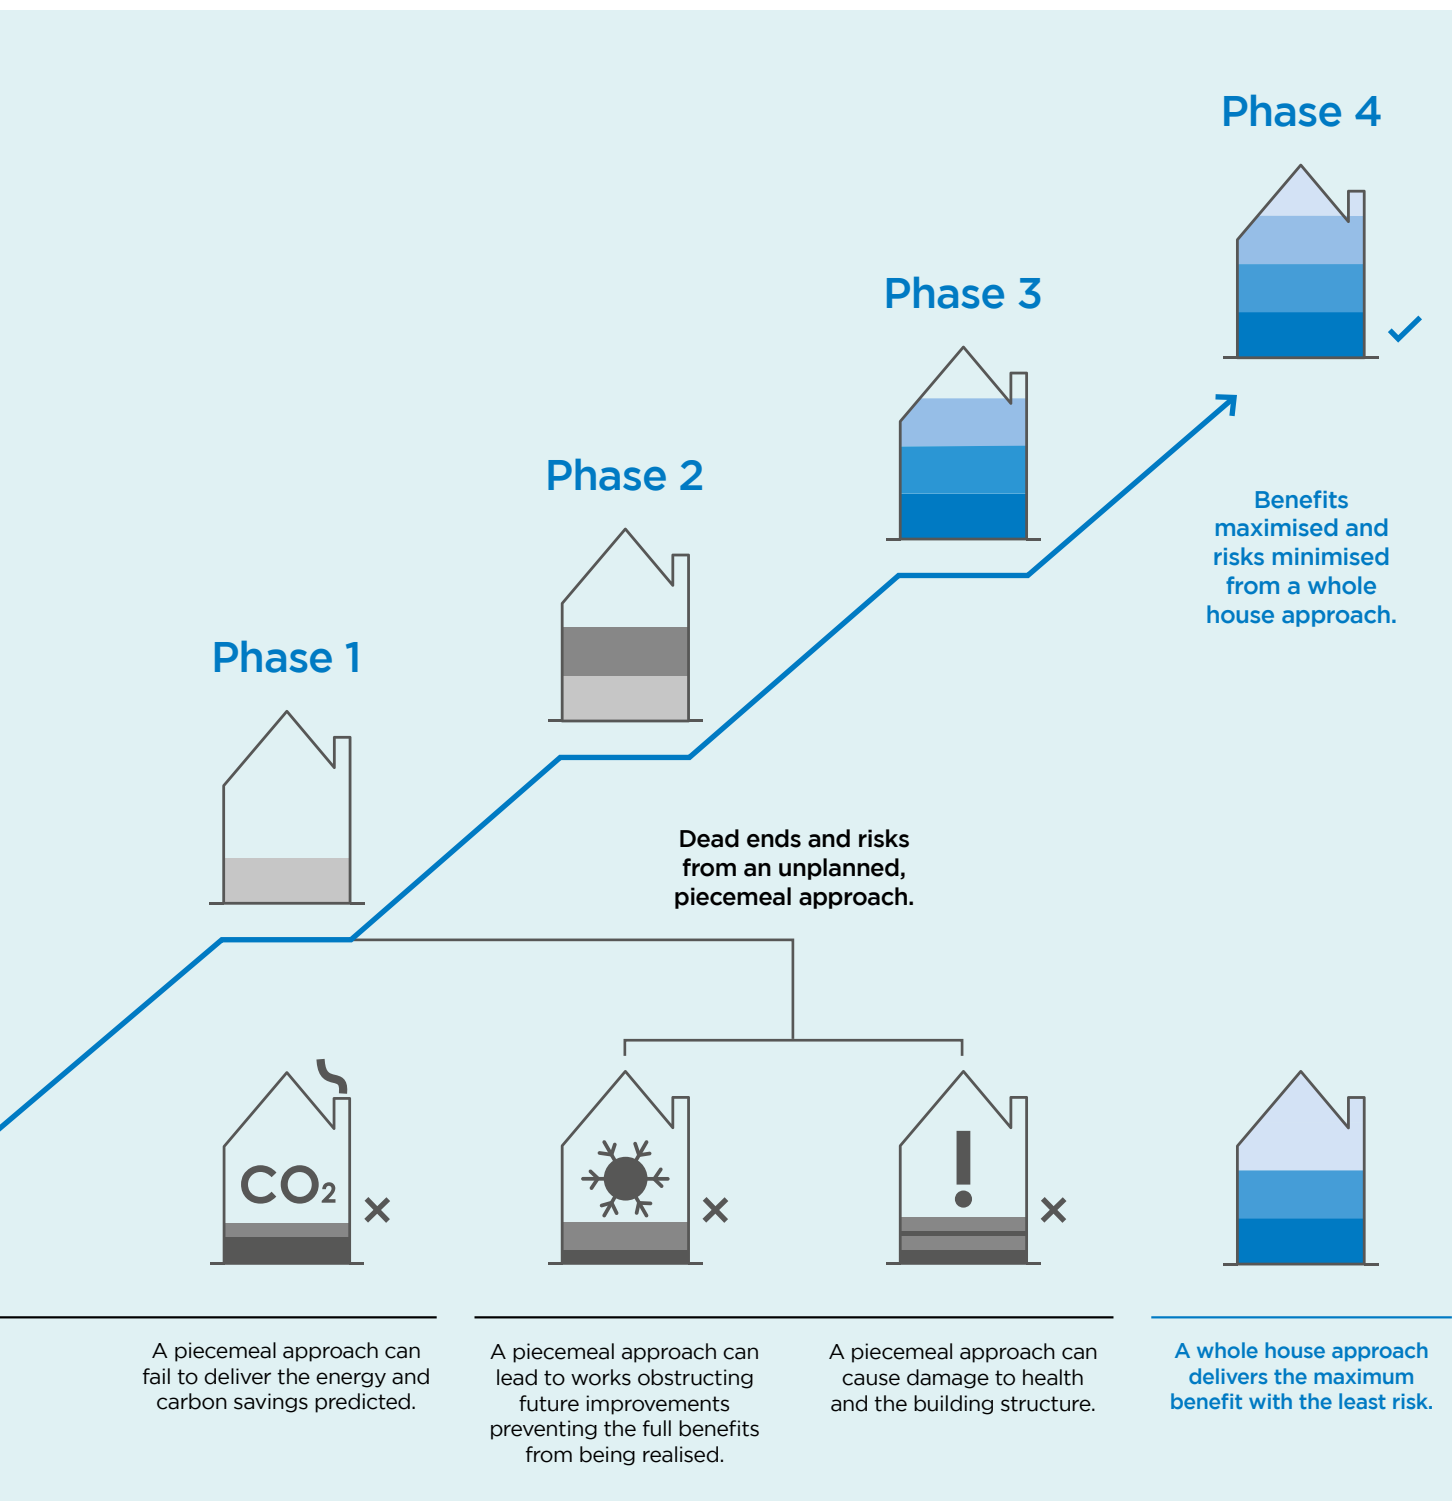 Phase 4
Phase 3
Phase 2
Phase 1
Benefits
maximised and
risks minimised
from a whole
house approach.
Dead ends and risks
from an unplanned,
piecemeal approach.
CO₂
!
A piecemeal approach can
fail to deliver the energy and
carbon savings predicted.
A piecemeal approach can
lead to works obstructing
future improvements
preventing the full benefits
from being realised.
A piecemeal approach can
cause damage to health
and the building structure.
A whole house approach
delivers the maximum
benefit with the least risk.